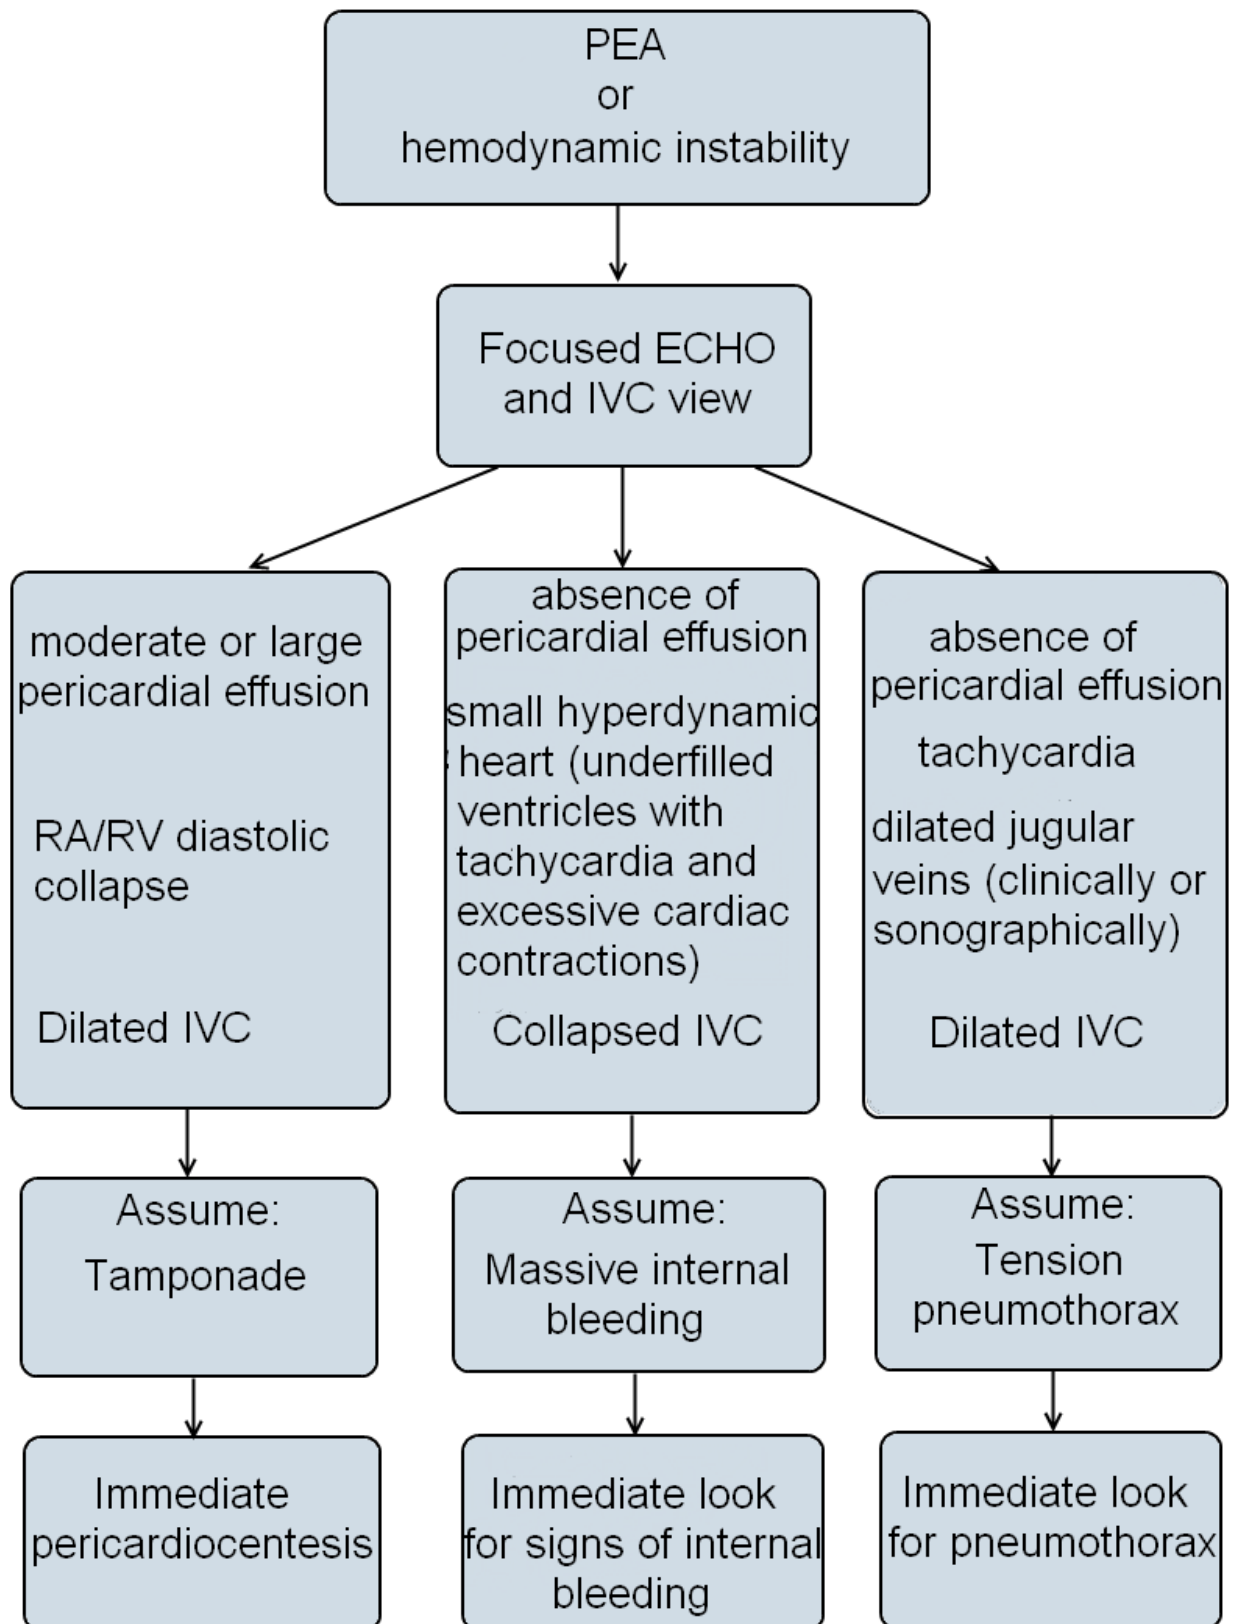 PEA
or
hemodynamic instability
Focused ECHO
and IVC view
moderate or large
pericardial effusion
RA/RV diastolic
collapse
Dilated IVC
absence of
pericardial effusion
small hyperdynamic
heart (underfilled
ventricles with
tachycardia and
excessive cardiac
contractions)
Collapsed IVC
absence of
pericardial effusion
tachycardia
dilated jugular
veins (clinically or
sonographically)
Dilated IVC
Assume:
Tamponade
Assume:
Massive internal
bleeding
Assume:
Tension
pneumothorax
Immediate
pericardiocentesis
Immediate look
for signs of internal
bleeding
Immediate look
for pneumothorax